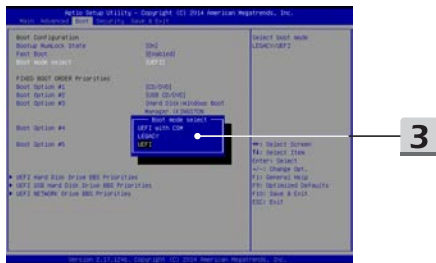 Aptio Setup Utility - Copyright (C) 2014 American Megatrends, Inc.
Main Advanced Boot Security Save & Exit
Boot Configuration
Bootup NumLock State [On]
Fast Boot [Enabled]
Boot mode select [UEFI]
FIXED BOOT ORDER Priorities
Boot Option #1 [CD/DVD]
Boot Option #2 [USB CD/DVD]
Boot Option #3 [Hard Disk:Windows Boot
Manager (KINGSTON
Boot Option #4
Boot Option #5
Boot mode select
UEFI with CSM
LEGACY
UEFI
UEFI Hard Disk Drive BBS Priorities
UEFI USB Hard Disk Drive BBS Priorities
UEFI NETWORK Drive BBS Priorities
Select boot mode
LEGACY/UEFI
: Select Screen
: Select Item
Enter: Select
+/-: Change Opt.
F1: General Help
F9: Optimized Defaults
F10: Save & Exit
ESC: Exit
Version 2.17.1246. Copyright (C) 2014 American Megatrends, Inc.
3